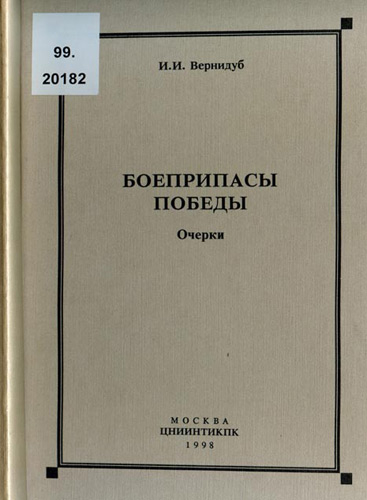 99.
20182
И.И. Вернидуб
БОЕПРИПАСЫ
ПОБЕДЫ
Очерки
МОСКВА
ЦНИИНТИКПК
1998